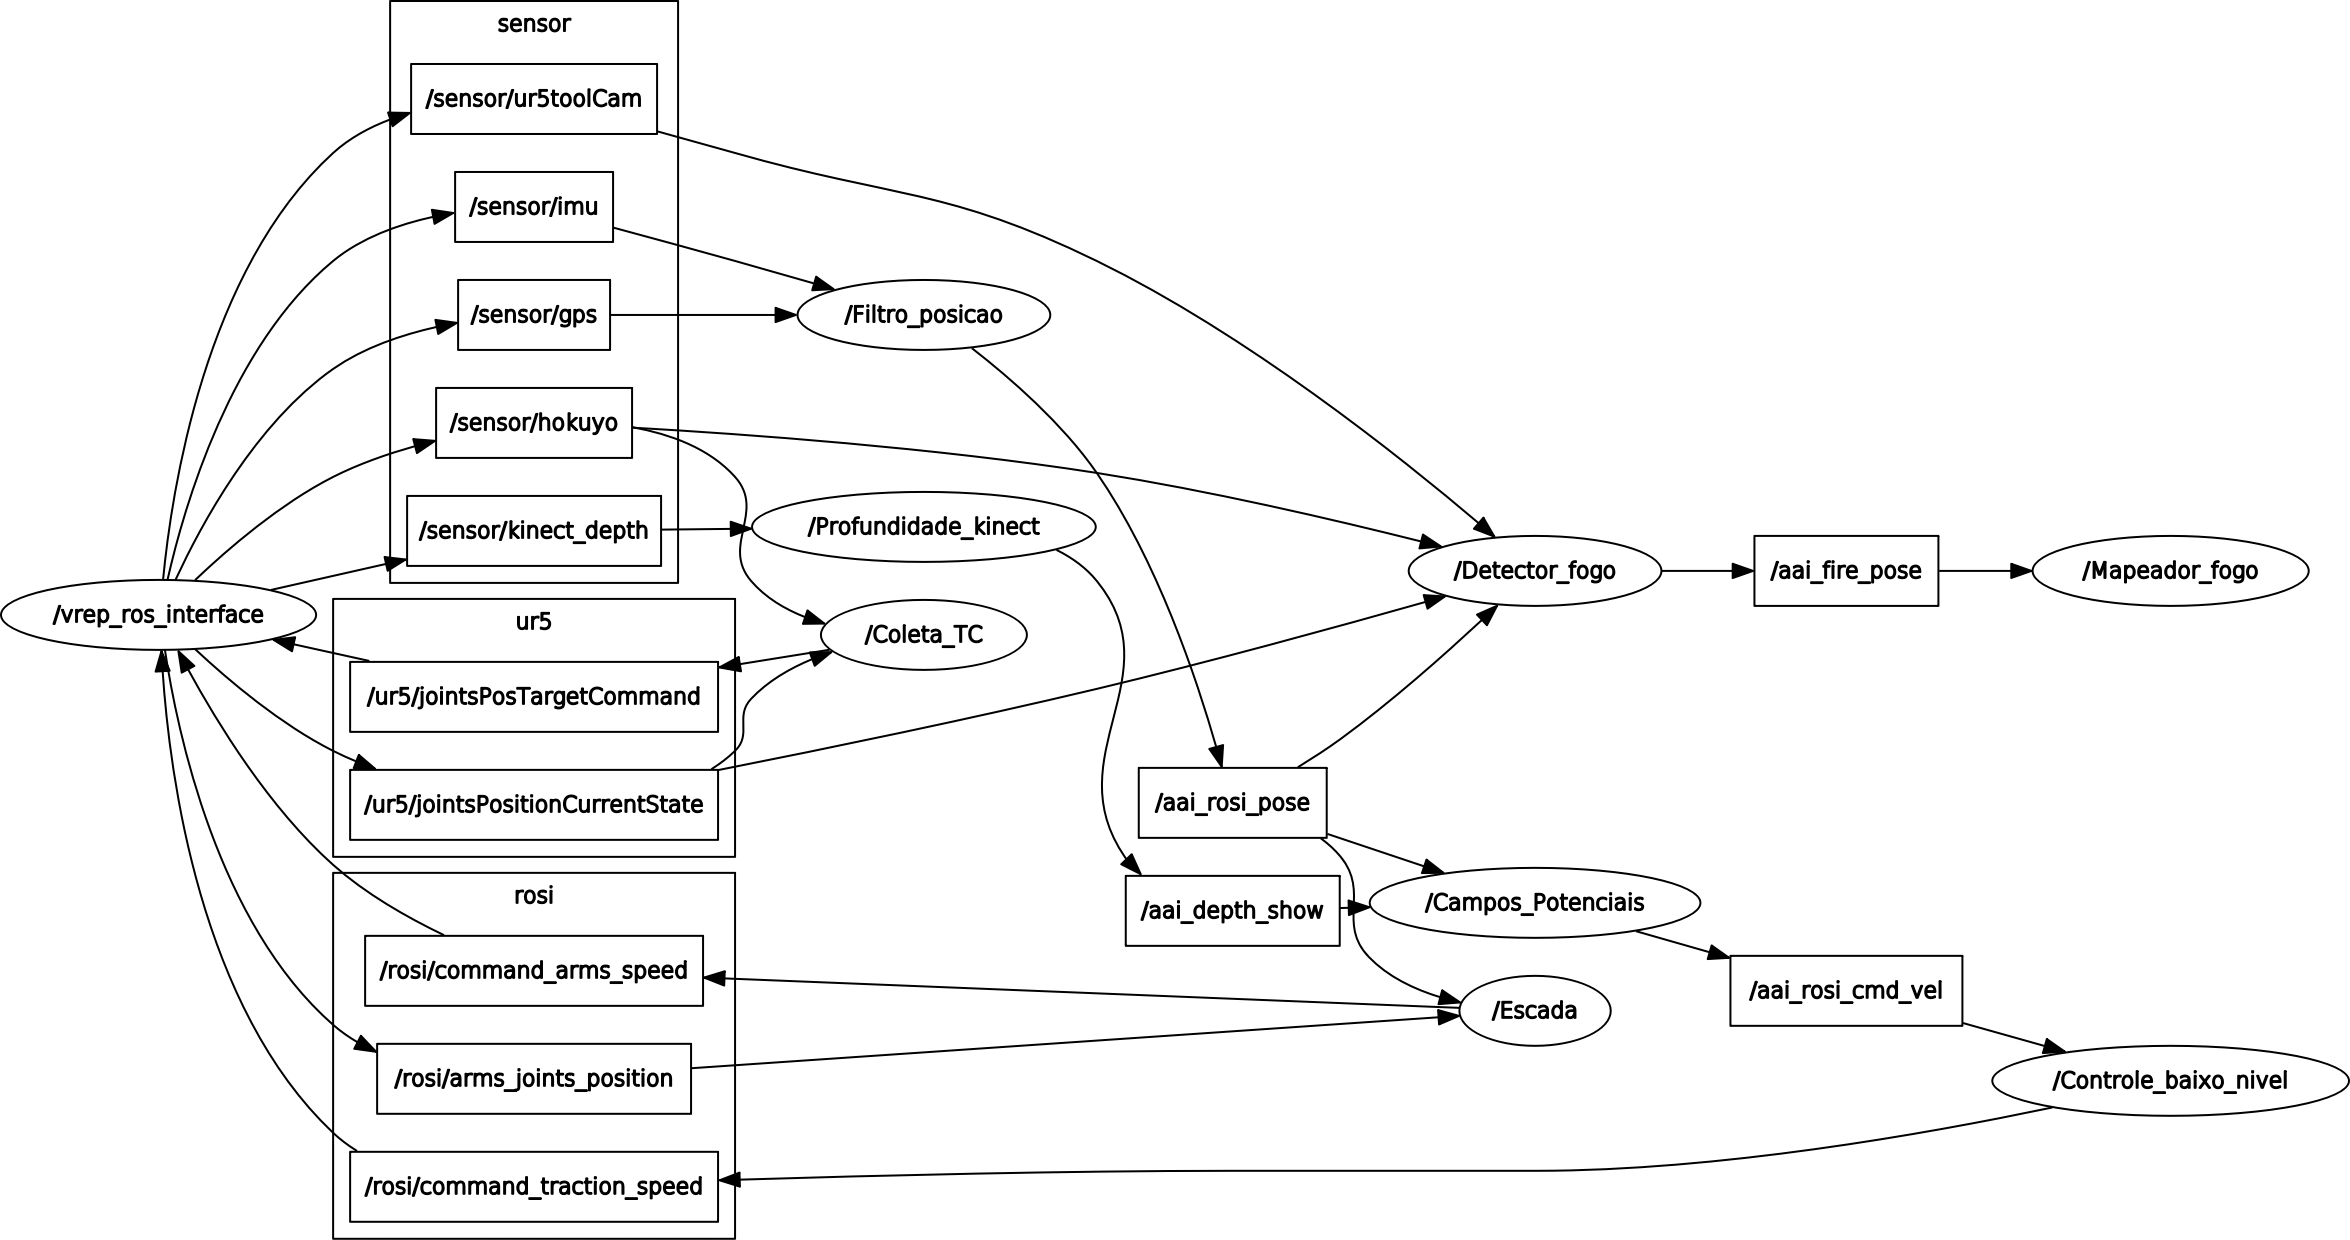 sensor
/sensor/ur5toolCam
/sensor/imu
/sensor/gps
/Filtro_posicao
/sensor/hokuyo
/sensor/kinect_depth
/Profundidade_kinect
/Detector_fogo
/aai_fire_pose
/Mapeador_fogo
/vrep_ros_interface
ur5
/Coleta_TC
/ur5/jointsPosTargetCommand
/ur5/jointsPositionCurrentState
/aai_rosi_pose
rosi
/aai_depth_show
/Campos_Potenciais
/rosi/command_arms_speed
/aai_rosi_cmd_vel
/Escada
/rosi/arms_joints_position
/Controle_baixo_nivel
/rosi/command_traction_speed